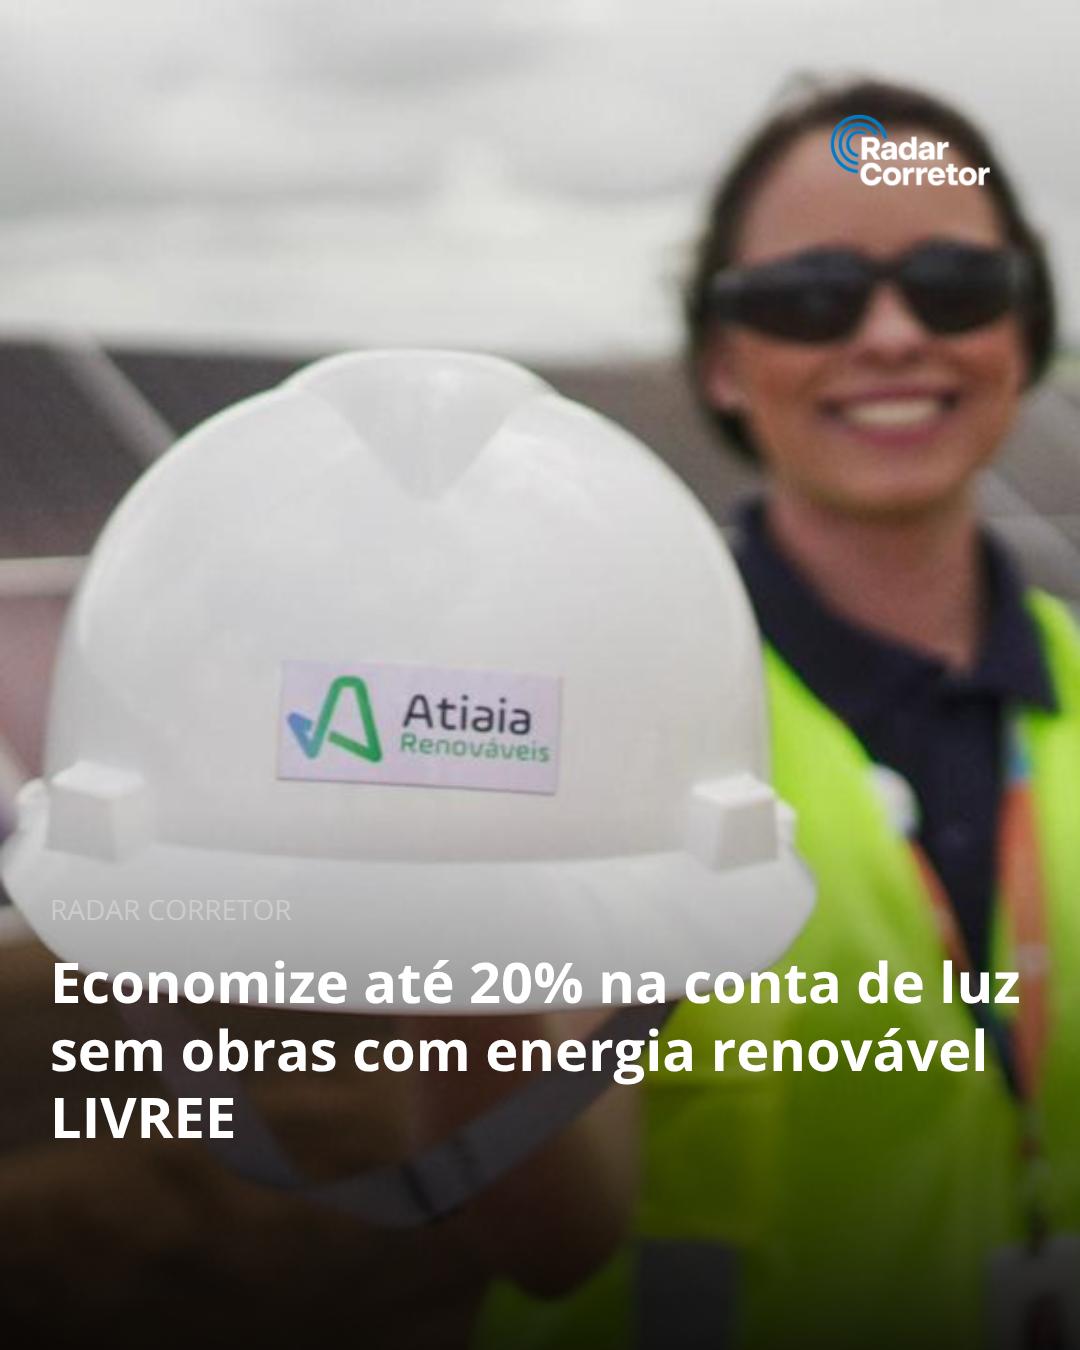 Radar
Corretor
Atiaia
Renováveis
RADAR CORRETOR
Economize até 20% na conta de luz
sem obras com energia renovável
LIVREE